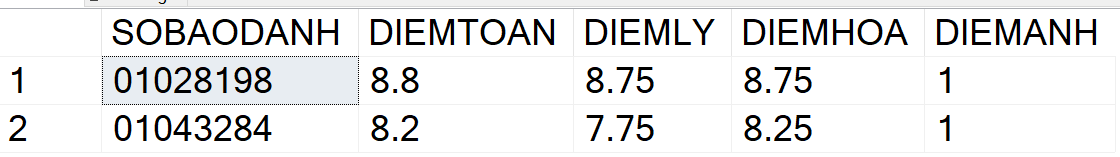 SOBAODANH DIEMTOAN DIEMLY DIEMHOA DIEMANH
1 01028198 8.8 8.75 8.75 1
2 01043284 8.2 7.75 8.25 1